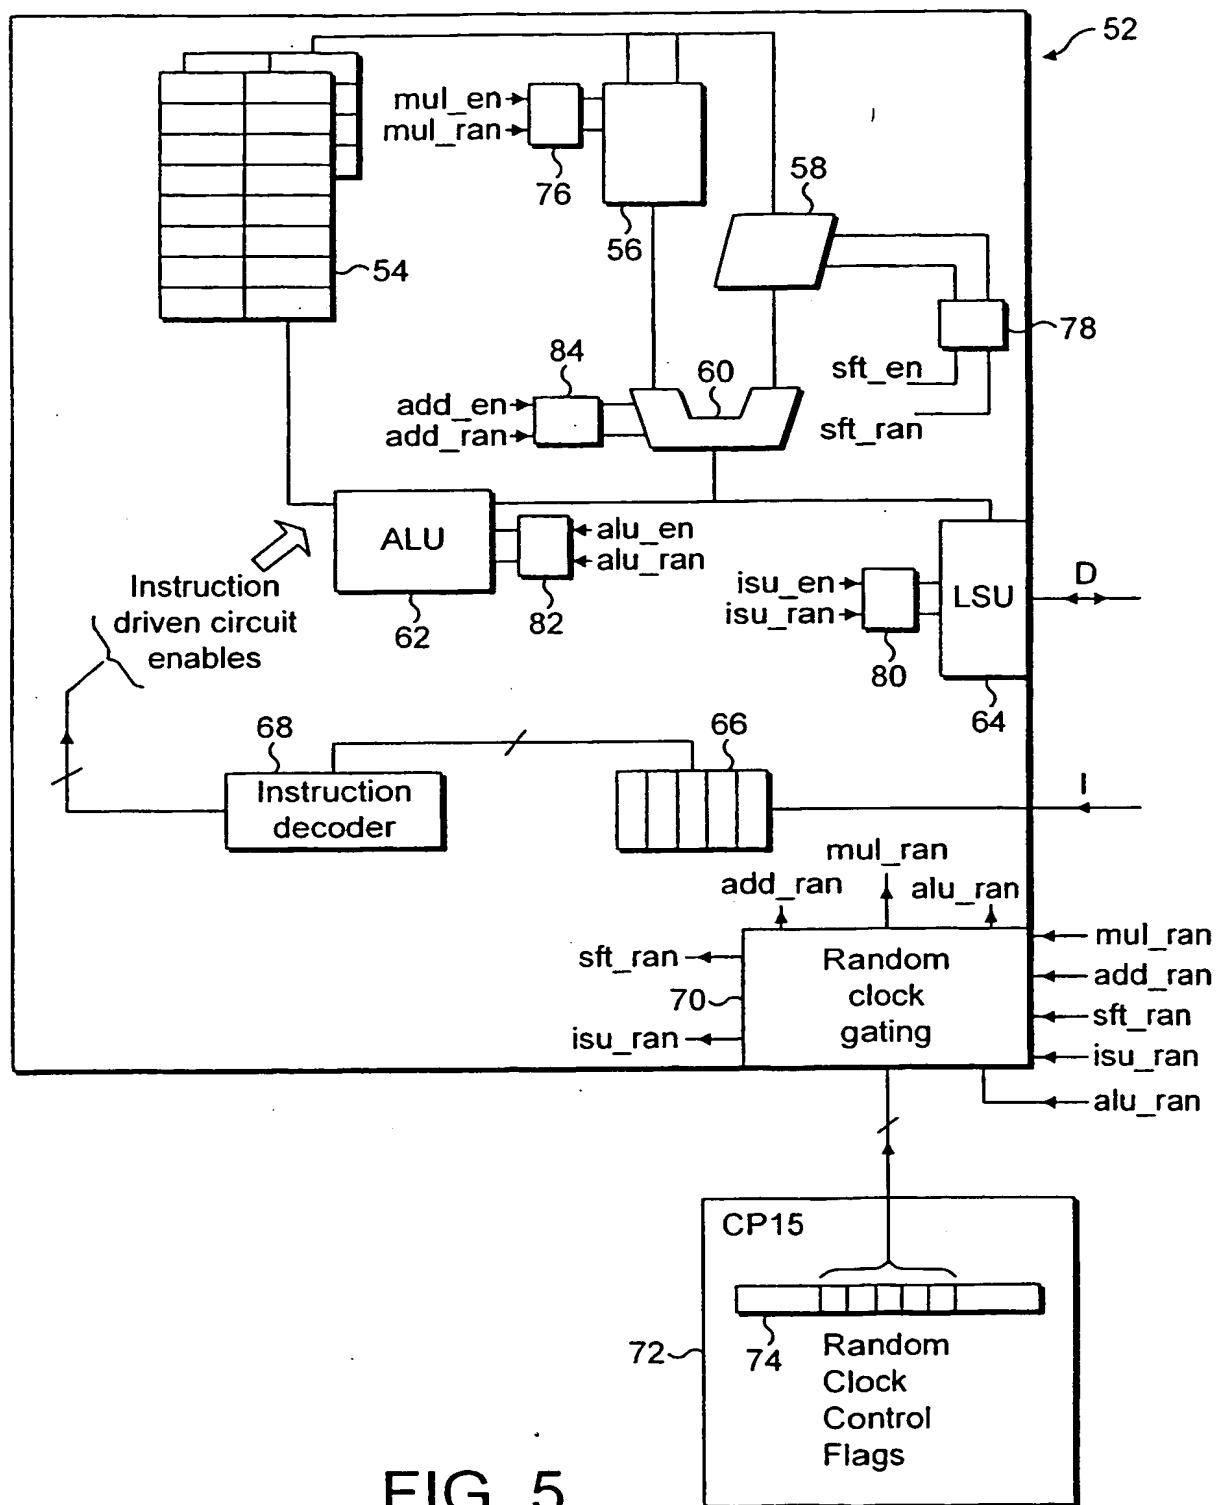 52
mul_en
mul_ran
76
56
58
54
78
84
60
sft_en
add_en
add_ran
sft_ran
ALU
alu_en
alu_ran
isu_en
isu_ran
LSU
D
Instruction
driven circuit
enables
62
82
80
64
68
66
Instruction
decoder
I
mul_ran
add_ran
alu_ran
sft_ran
70
isu_ran
Random
clock
gating
mul_ran
add_ran
sft_ran
isu_ran
alu_ran
CP15
72
74
Random
Clock
Control
Flags
FIG. 5